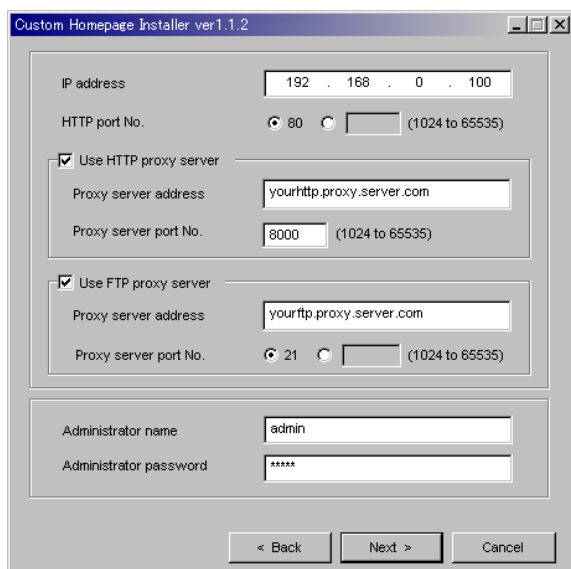 Custom Homepage Installer ver1.1.2
IP address 192 . 168 . 0 . 100
HTTP port No. 80 (1024 to 65535)
Use HTTP proxy server
Proxy server address yourhttp.proxy.server.com
Proxy server port No. 8000 (1024 to 65535)
Use FTP proxy server
Proxy server address yourftp.proxy.server.com
Proxy server port No. 21 (1024 to 65535)
Administrator name admin
Administrator password *****
< Back Next > Cancel